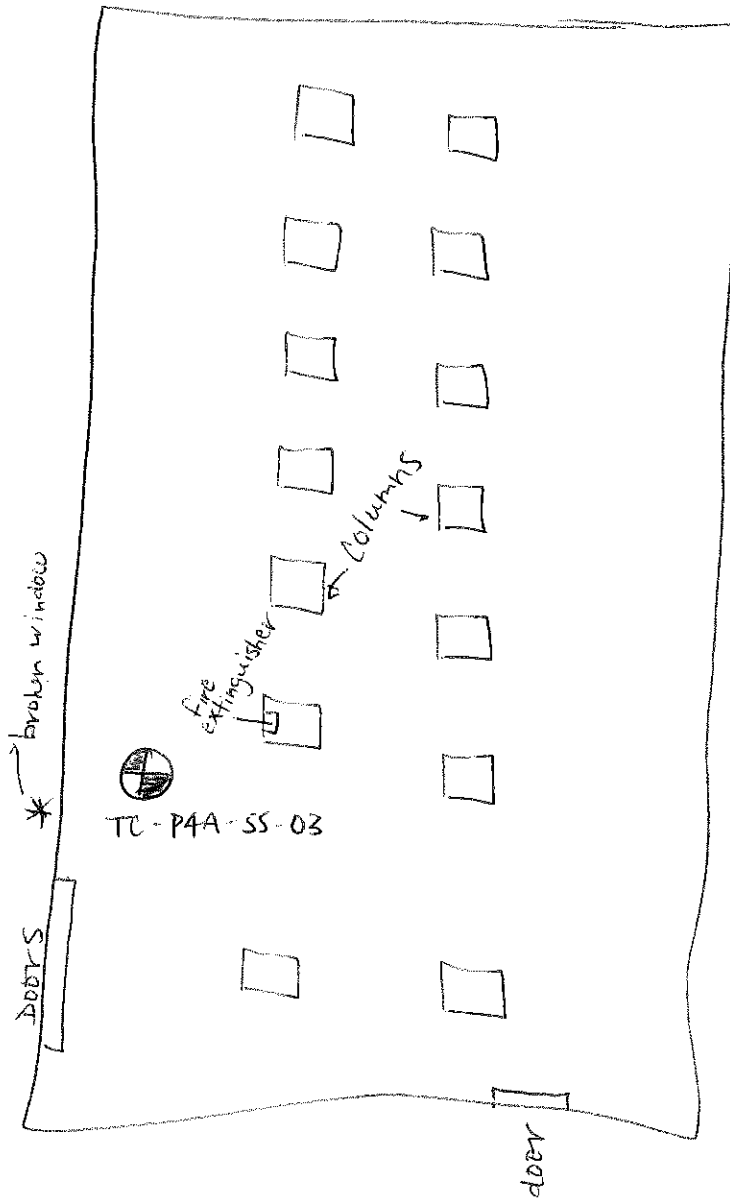 broken window
Doors
TC-P4A-SS-03
fire
extinguisher
Columns
door